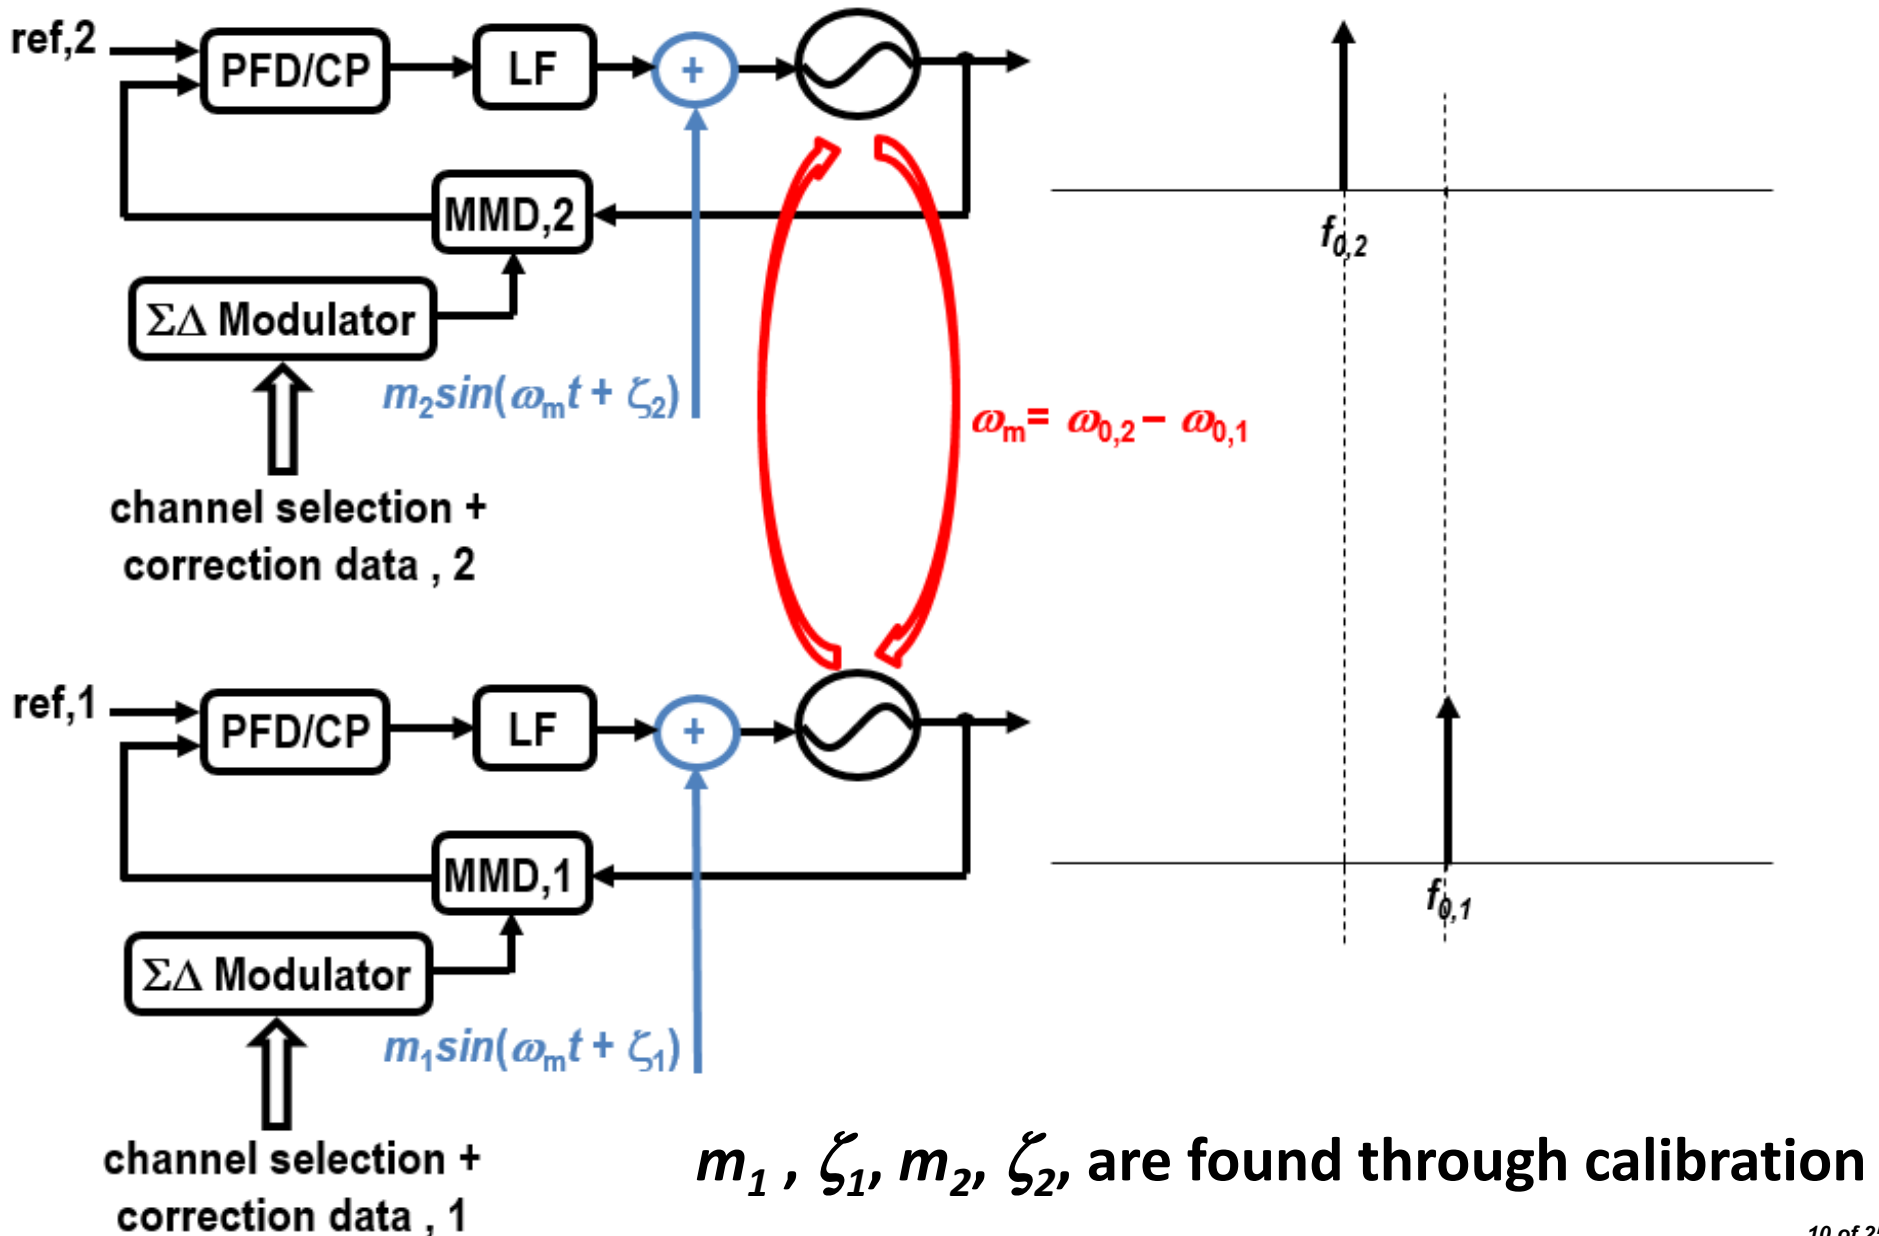 ref,2
PFD/CP
LF
+
MMD,2
f0,2
ΣΔ Modulator
m2sin(ωmt + ζ2)
ωm= ω0,2 – ω0,1
channel selection +
correction data , 2
ref,1
PFD/CP
LF
+
MMD,1
f0,1
ΣΔ Modulator
m1sin(ωmt + ζ1)
channel selection +
correction data , 1
m1 , ζ1, m2, ζ2, are found through calibration
10 of